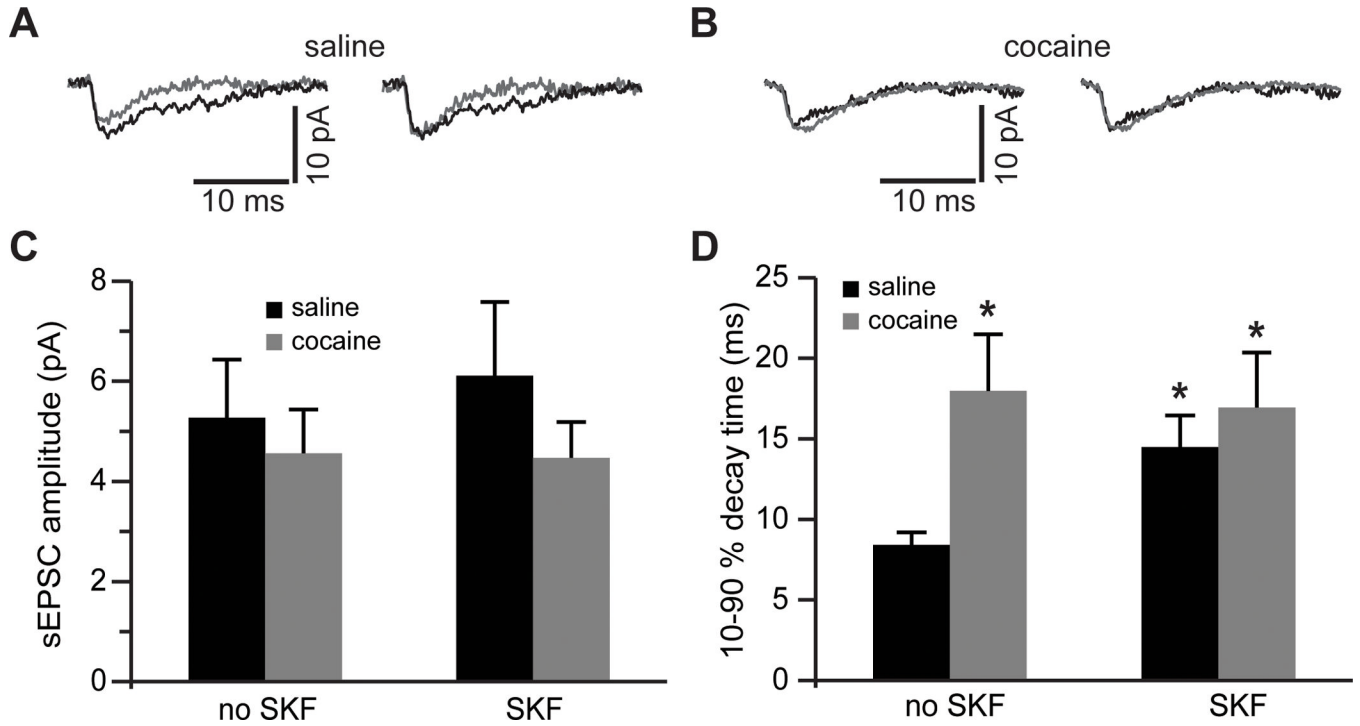 A
saline
10 pA
10 ms
B
cocaine
10 pA
10 ms
C
sEPSC amplitude (pA)
8
6
4
2
0
saline
cocaine
no SKF
SKF
D
10-90 % decay time (ms)
25
20
15
10
5
0
saline
cocaine
*
*
*
no SKF
SKF